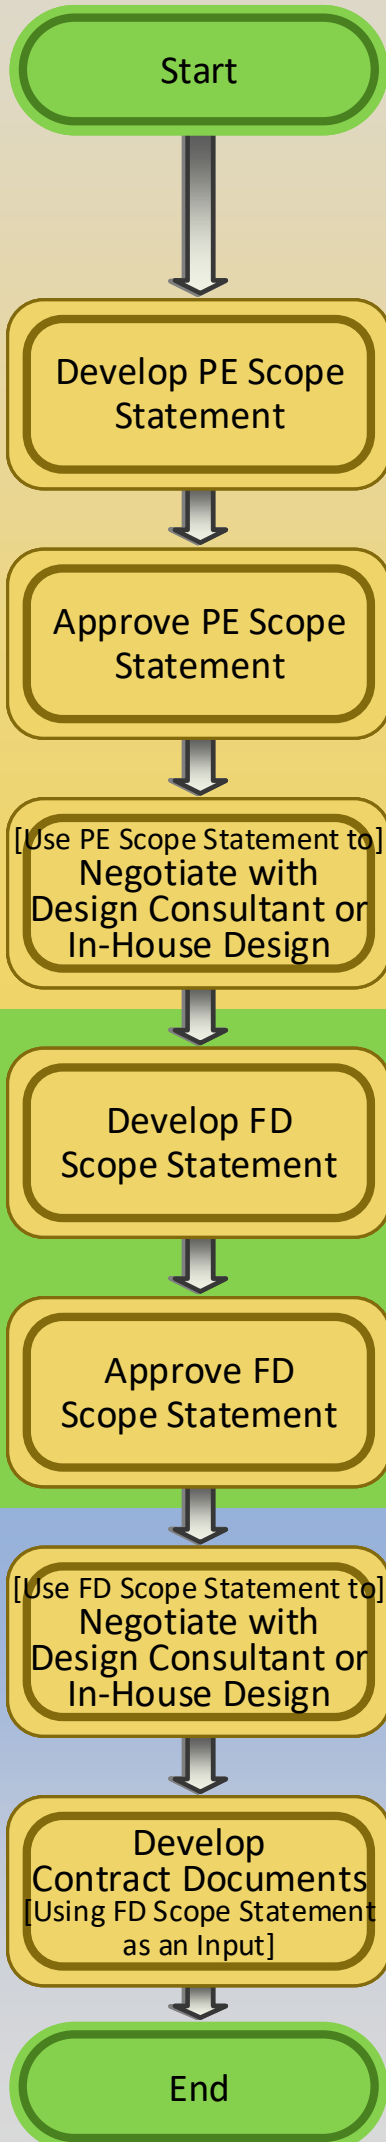 Start
Develop PE Scope
Statement
Approve PE Scope
Statement
[Use PE Scope Statement to]
Negotiate with
Design Consultant or
In-House Design
Develop FD
Scope Statement
Approve FD
Scope Statement
[Use FD Scope Statement to]
Negotiate with
Design Consultant or
In-House Design
Develop
Contract Documents
[Using FD Scope Statement
as an Input]
End